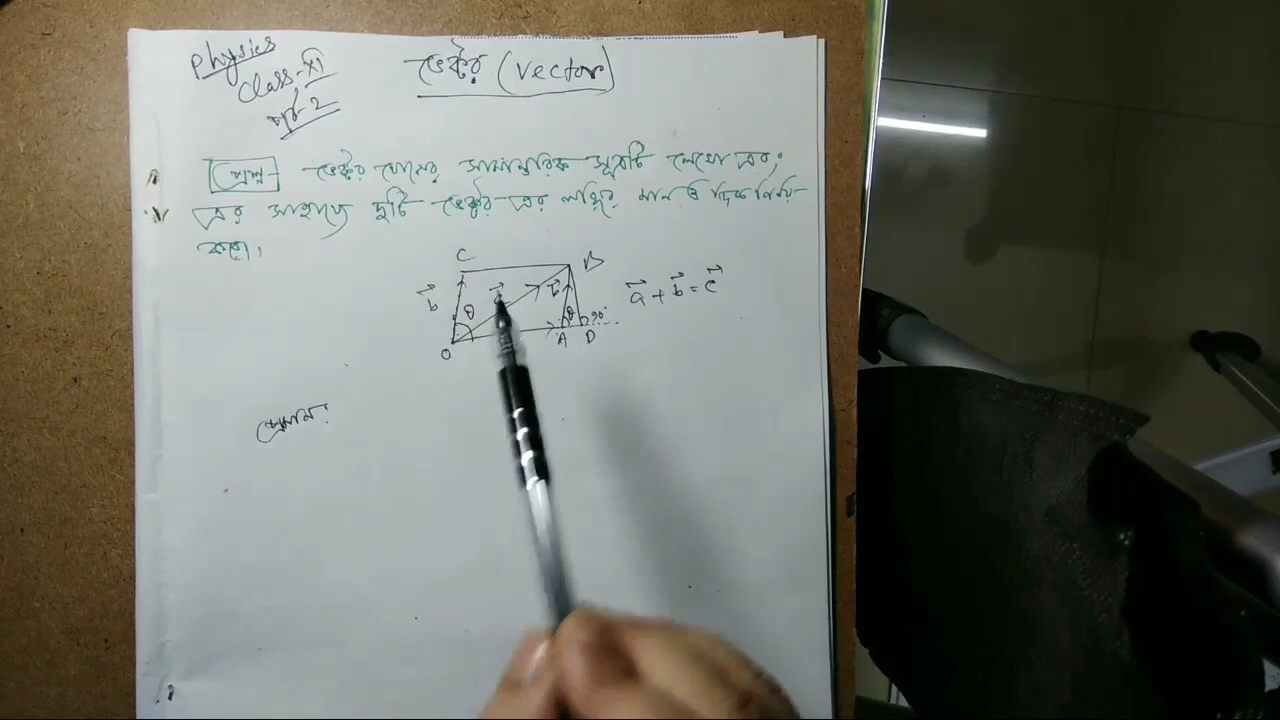 Physics
Class-XI
পর্ব-2
ভেক্টর (Vector)
প্রশ্ন ভেক্টর যোগের সামান্তরিক সূত্রটি লেখো এবং
এর সাহায্যে দুটি ভেক্টর এর লব্ধির মান ও দিক নির্ণয়
করো।
C B
b θ c b a + b = c
θ 90°
O A D
প্রমান: